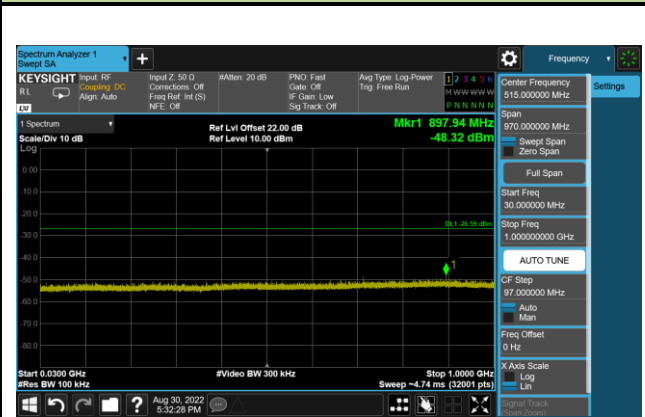 Spectrum Analyzer 1
Swept SA
Frequency
KEYSIGHT
RL
LXI
Input: RF
Coupling: DC
Align: Auto
Input Z: 50 Ω
Corrections: Off
Freq Ref: Int (S)
NFE: Off
#Atten: 20 dB
PNO: Fast
Gate: Off
IF Gain: Low
Sig Track: Off
Avg Type: Log-Power
Trig: Free Run
1 2 3 4 5 6
M W W W W W
P N N N N N
Center Frequency
515.000000 MHz
Settings
Span
970.000000 MHz
Swept Span
Zero Span
Full Span
Start Freq
30.000000 MHz
Stop Freq
1.000000000 GHz
AUTO TUNE
CF Step
97.000000 MHz
Auto
Man
Freq Offset
0 Hz
X Axis Scale
Log
Lin
Signal Track
(Span Zoom)
1 Spectrum
Scale/Div 10 dB
Log
Ref Lvl Offset 22.00 dB
Ref Level 10.00 dBm
Mkr1 897.94 MHz
-48.32 dBm
0.00
-10.0
-20.0
-30.0
-40.0
-50.0
-60.0
-70.0
-80.0
DL1 -26.59 dBm
1
Start 0.0300 GHz
#Res BW 100 kHz
#Video BW 300 kHz
Stop 1.0000 GHz
Sweep ~4.74 ms (32001 pts)
?
Aug 30, 2022
5:32:28 PM